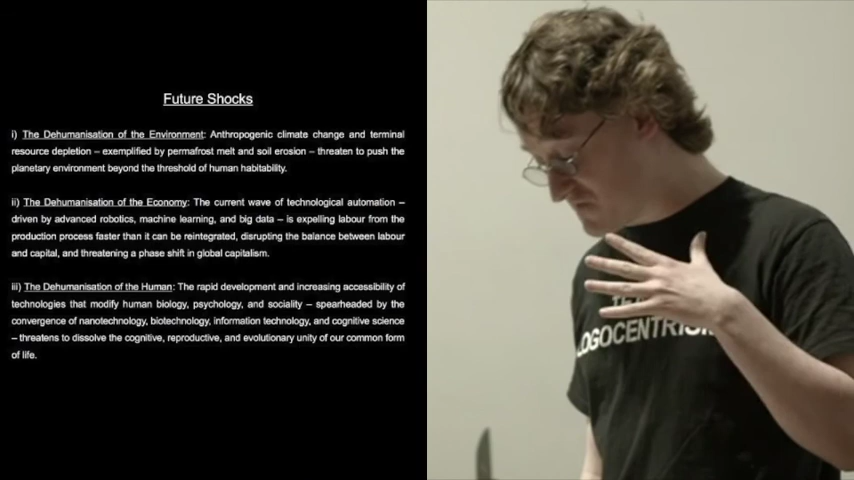 Future Shocks
i) The Dehumanisation of the Environment: Anthropogenic climate change and terminal
resource depletion – exemplified by permafrost melt and soil erosion – threaten to push the
planetary environment beyond the threshold of human habitability.
ii) The Dehumanisation of the Economy: The current wave of technological automation –
driven by advanced robotics, machine learning, and big data – is expelling labour from the
production process faster than it can be reintegrated, disrupting the balance between labour
and capital, and threatening a phase shift in global capitalism.
iii) The Dehumanisation of the Human: The rapid development and increasing accessibility of
technologies that modify human biology, psychology, and sociality – spearheaded by the
convergence of nanotechnology, biotechnology, information technology, and cognitive science
– threatens to dissolve the cognitive, reproductive, and evolutionary unity of our common form
of life.
LOGOCENTRISM